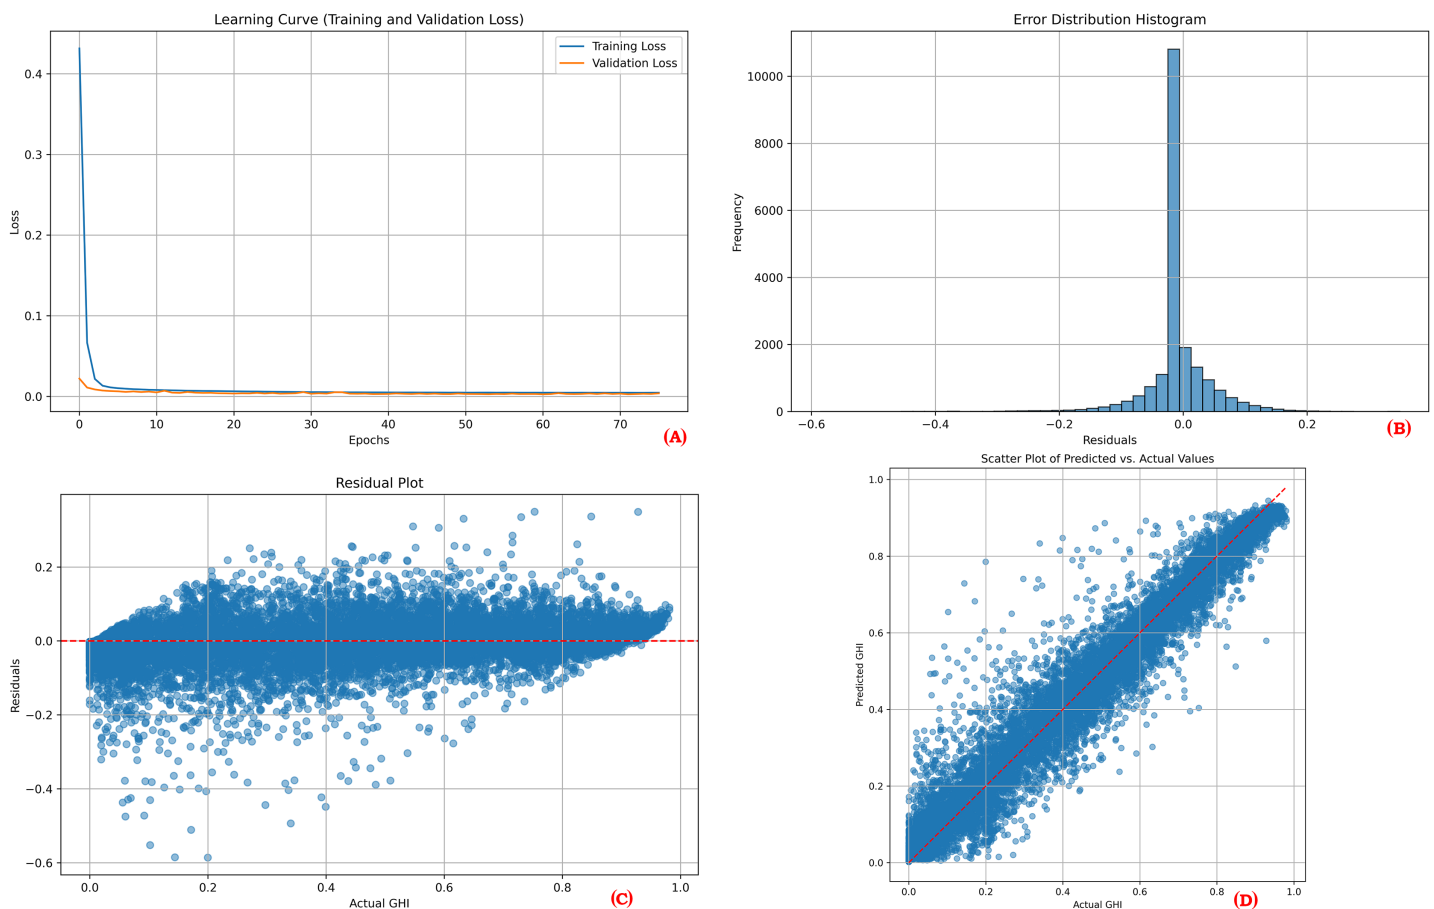 Learning Curve (Training and Validation Loss)
Training Loss
Validation Loss
0.4
0.3
0.2
0.1
0.0
Loss
0 10 20 30 40 50 60 70
Epochs
(A)
Error Distribution Histogram
10000
8000
6000
4000
2000
0
Frequency
−0.6 −0.4 −0.2 0.0 0.2
Residuals
(B)
Residual Plot
0.2
0.0
−0.2
−0.4
−0.6
Residuals
0.0 0.2 0.4 0.6 0.8 1.0
Actual GHI
(C)
Scatter Plot of Predicted vs. Actual Values
1.0
0.8
0.6
0.4
0.2
0.0
Predicted GHI
0.0 0.2 0.4 0.6 0.8 1.0
Actual GHI
(D)